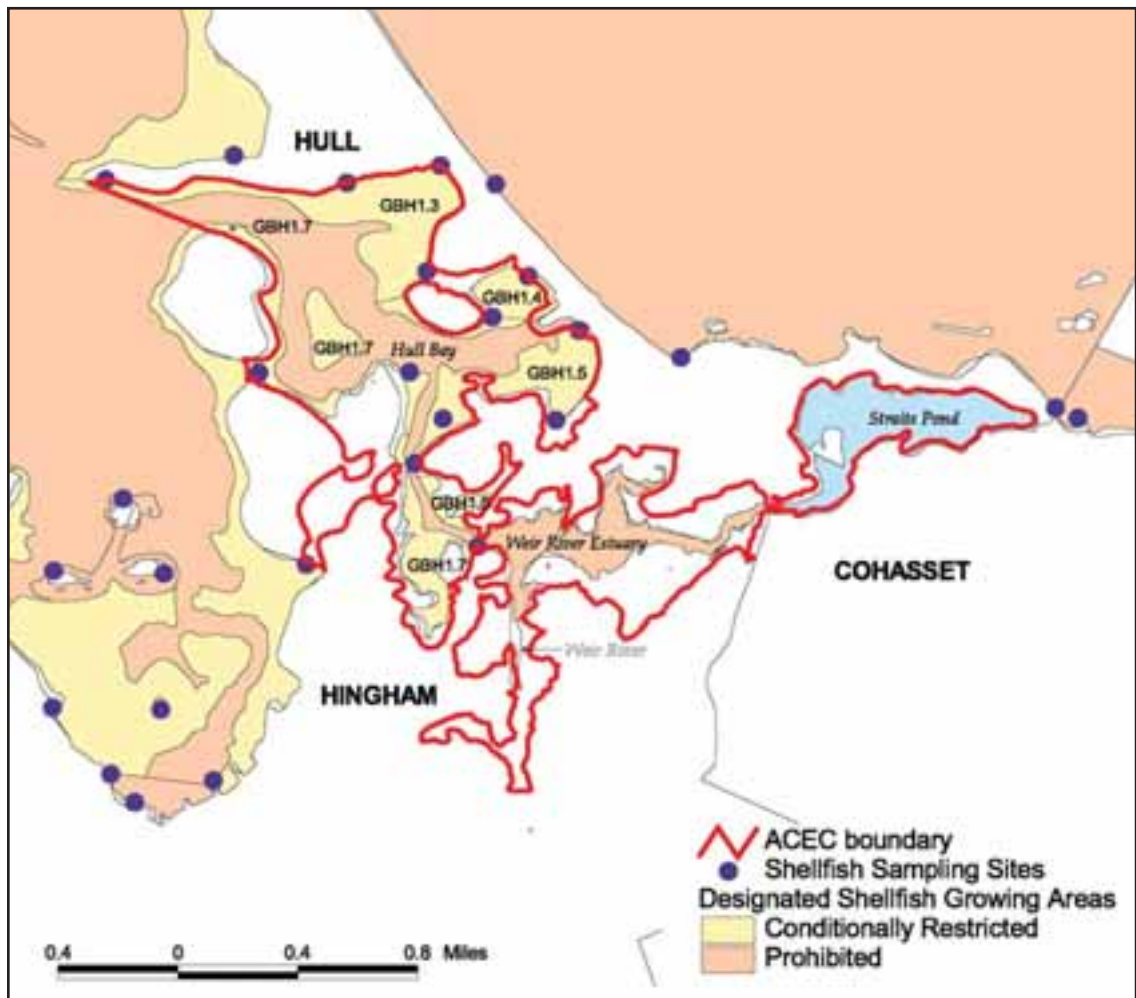 HULL
GBH1.3
GBH1.7
GBH1.4
GBH1.7
Hull Bay
GBH1.5
Straits Pond
Weir River Estuary
GBH1.7
COHASSET
Weir River
HINGHAM
ACEC boundary
Shellfish Sampling Sites
Designated Shellfish Growing Areas
Conditionally Restricted
Prohibited
0.4 0 0.4 0.8 Miles